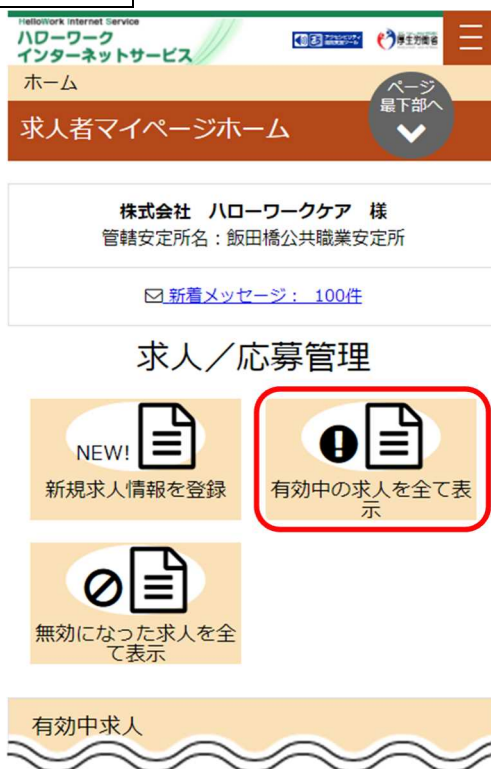 HelloWork Internet Service
ハローワーク
インターネットサービス
厚生労働省
ホーム
ページ
最下部へ
求人者マイページホーム
株式会社　ハローワークケア　様
管轄安定所名：飯田橋公共職業安定所
新着メッセージ：　100件
求人／応募管理
NEW!
新規求人情報を登録
有効中の求人を全て表
示
無効になった求人を全
て表示
有効中求人